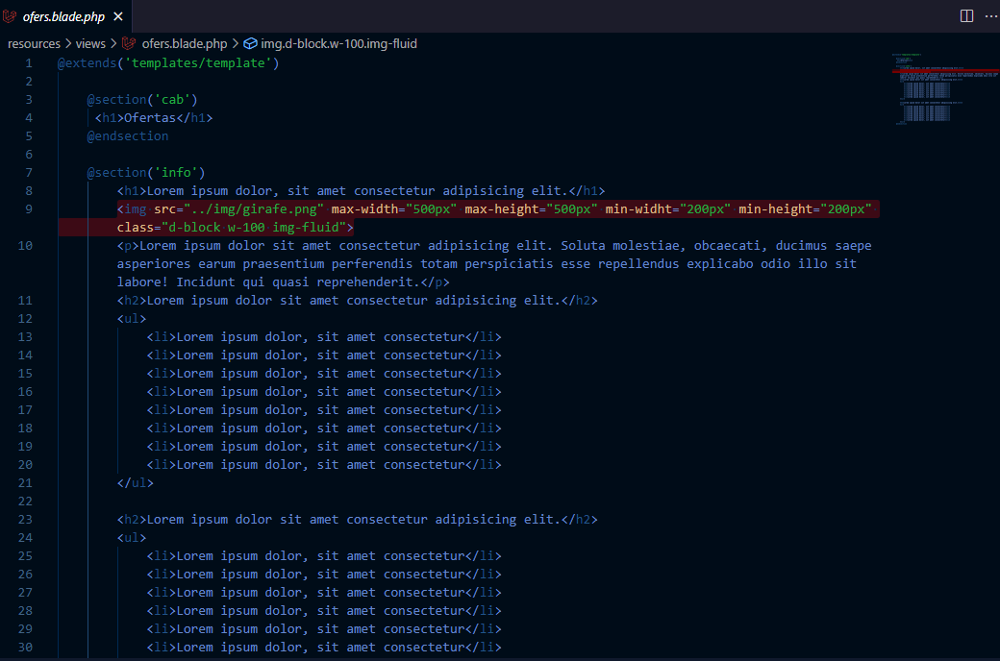 ofers.blade.php
resources > views > ofers.blade.php > img.d-block.w-100.img-fluid
1 @extends('templates/template')
2
3 @section('cab')
4 <h1>Ofertas</h1>
5 @endsection
6
7 @section('info')
8 <h1>Lorem ipsum dolor, sit amet consectetur adipisicing elit.</h1>
9 <img src="../img/girafe.png" max-width="500px" max-height="500px" min-widht="200px" min-height="200px"
class="d-block w-100 img-fluid">
10 <p>Lorem ipsum dolor sit amet consectetur adipisicing elit. Soluta molestiae, obcaecati, ducimus saepe
asperiores earum praesentium perferendis totam perspiciatis esse repellendus explicabo odio illo sit
labore! Incidunt qui quasi reprehenderit.</p>
11 <h2>Lorem ipsum dolor sit amet consectetur adipisicing elit.</h2>
12 <ul>
13 <li>Lorem ipsum dolor, sit amet consectetur</li>
14 <li>Lorem ipsum dolor, sit amet consectetur</li>
15 <li>Lorem ipsum dolor, sit amet consectetur</li>
16 <li>Lorem ipsum dolor, sit amet consectetur</li>
17 <li>Lorem ipsum dolor, sit amet consectetur</li>
18 <li>Lorem ipsum dolor, sit amet consectetur</li>
19 <li>Lorem ipsum dolor, sit amet consectetur</li>
20 <li>Lorem ipsum dolor, sit amet consectetur</li>
21 </ul>
22
23 <h2>Lorem ipsum dolor sit amet consectetur adipisicing elit.</h2>
24 <ul>
25 <li>Lorem ipsum dolor, sit amet consectetur</li>
26 <li>Lorem ipsum dolor, sit amet consectetur</li>
27 <li>Lorem ipsum dolor, sit amet consectetur</li>
28 <li>Lorem ipsum dolor, sit amet consectetur</li>
29 <li>Lorem ipsum dolor, sit amet consectetur</li>
30 <li>Lorem ipsum dolor, sit amet consectetur</li>